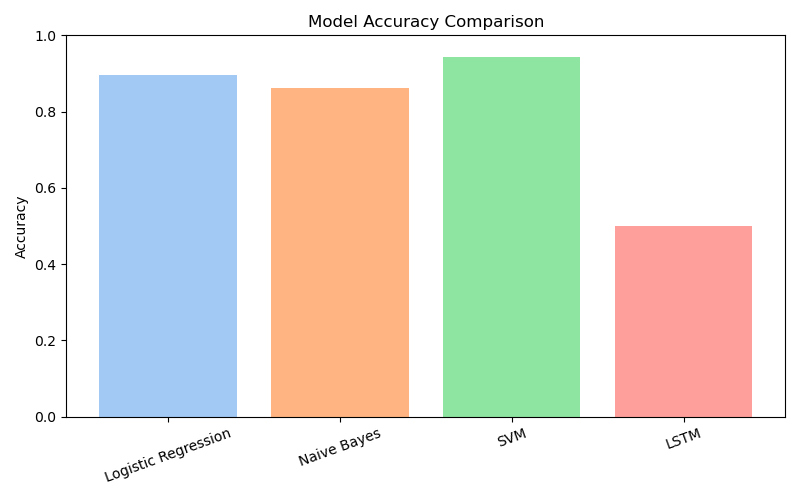 Model Accuracy Comparison
1.0
0.8
0.6
0.4
0.2
0.0
Accuracy
Logistic Regression
Naive Bayes
SVM
LSTM